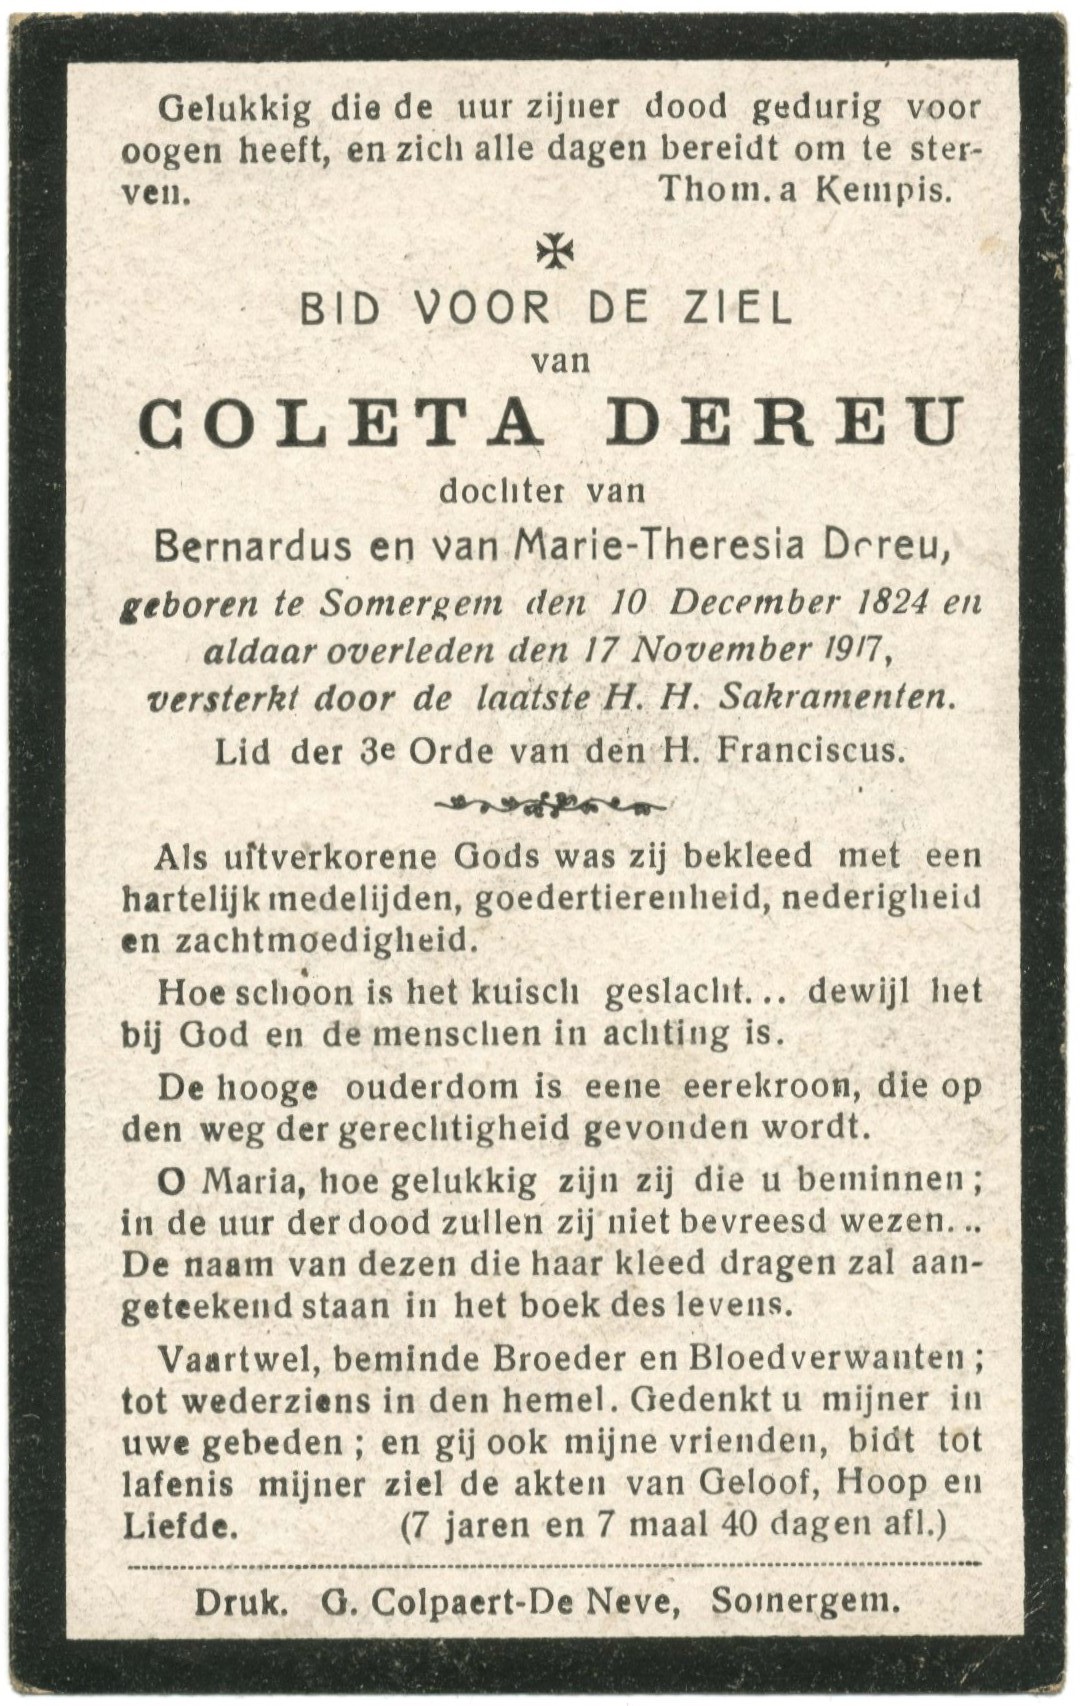 Gelukkig die de uur zijner dood gedurig voor
oogen heeft, en zich alle dagen bereidt om te ster-
ven. Thom. a Kempis.
✠
BID VOOR DE ZIEL
van
COLETA DEREU
dochter van
Bernardus en van Marie-Theresia Dereu,
geboren te Somergem den 10 December 1824 en
aldaar overleden den 17 November 1917,
versterkt door de laatste H. H. Sakramenten.
Lid der 3e Orde van den H. Franciscus.
Als uitverkorene Gods was zij bekleed met een
hartelijk medelijden, goedertierenheid, nederigheid
en zachtmoedigheid.
Hoe schoon is het kuisch geslacht... dewijl het
bij God en de menschen in achting is.
De hooge ouderdom is eene eerekroon, die op
den weg der gerechtigheid gevonden wordt.
O Maria, hoe gelukkig zijn zij die u beminnen ;
in de uur der dood zullen zij niet bevreesd wezen...
De naam van dezen die haar kleed dragen zal aan-
geteekend staan in het boek des levens.
Vaartwel, beminde Broeder en Bloedverwanten ;
tot wederziens in den hemel. Gedenkt u mijner in
uwe gebeden ; en gij ook mijne vrienden, bidt tot
lafenis mijner ziel de akten van Geloof, Hoop en
Liefde. (7 jaren en 7 maal 40 dagen afl.)
Druk. G. Colpaert-De Neve, Somergem.